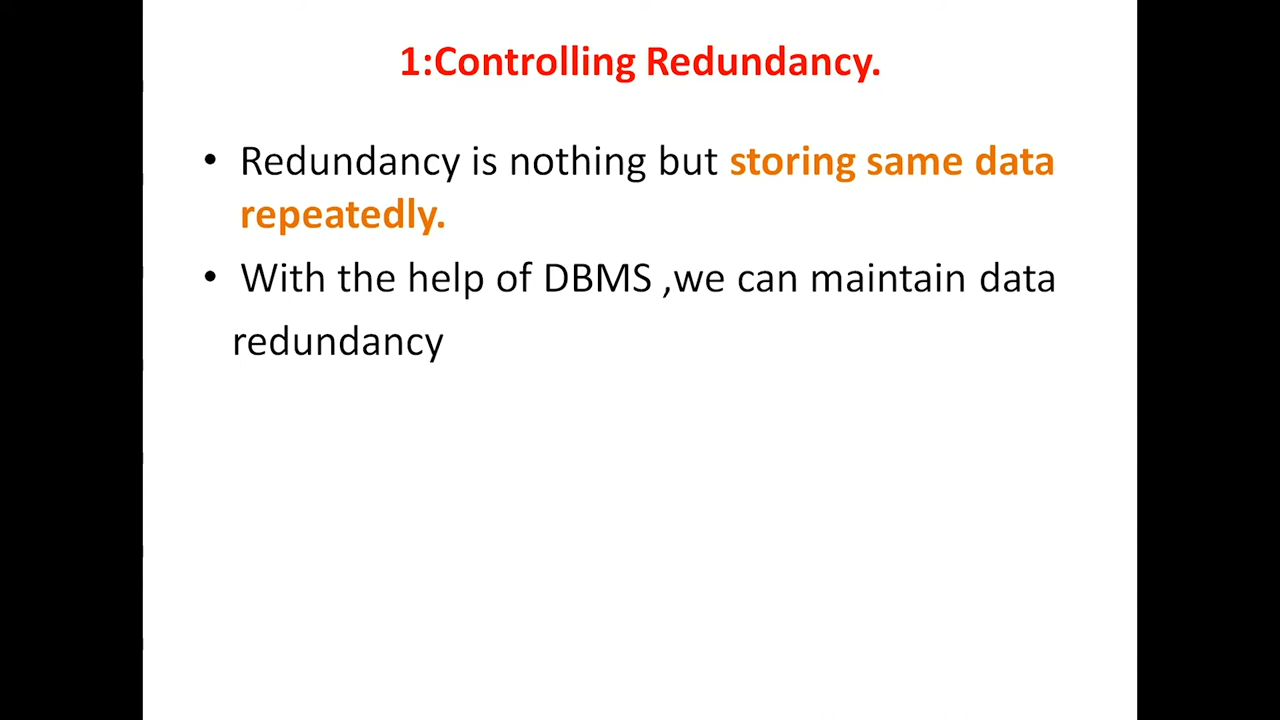 1:Controlling Redundancy.
• Redundancy is nothing but storing same data
repeatedly.
• With the help of DBMS ,we can maintain data
redundancy